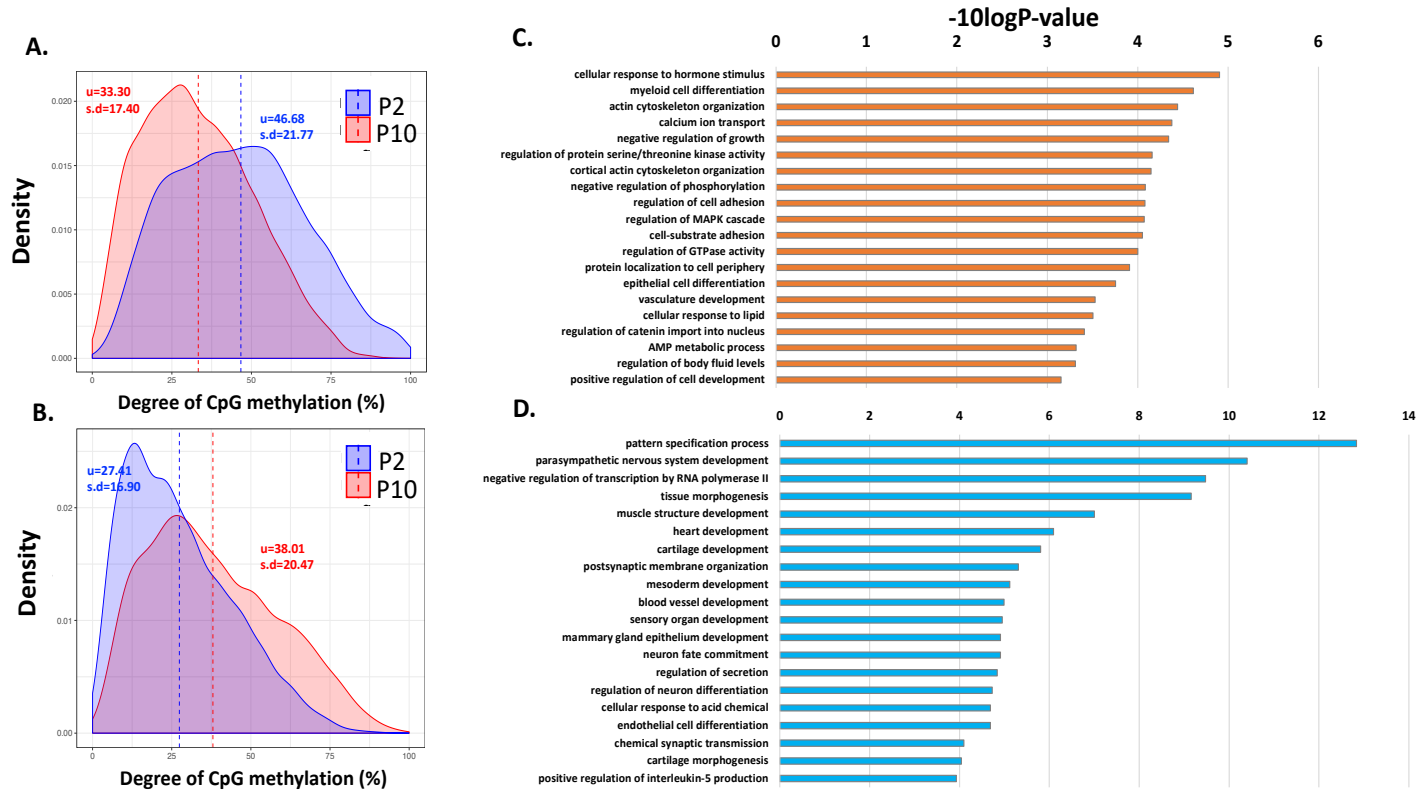 A.
u=33.30
s.d=17.40
u=46.68
s.d=21.77
P2
P10
0.020
0.015
0.010
0.005
0.000
Density
0 25 50 75 100
Degree of CpG methylation (%)
B.
u=27.41
s.d=16.90
u=38.01
s.d=20.47
P2
P10
0.02
0.01
0.00
Density
0 25 50 75 100
Degree of CpG methylation (%)
C.
-10logP-value
0 1 2 3 4 5 6
cellular response to hormone stimulus
myeloid cell differentiation
actin cytoskeleton organization
calcium ion transport
negative regulation of growth
regulation of protein serine/threonine kinase activity
cortical actin cytoskeleton organization
negative regulation of phosphorylation
regulation of cell adhesion
regulation of MAPK cascade
cell-substrate adhesion
regulation of GTPase activity
protein localization to cell periphery
epithelial cell differentiation
vasculature development
cellular response to lipid
regulation of catenin import into nucleus
AMP metabolic process
regulation of body fluid levels
positive regulation of cell development
D.
0 2 4 6 8 10 12 14
pattern specification process
parasympathetic nervous system development
negative regulation of transcription by RNA polymerase II
tissue morphogenesis
muscle structure development
heart development
cartilage development
postsynaptic membrane organization
mesoderm development
blood vessel development
sensory organ development
mammary gland epithelium development
neuron fate commitment
regulation of secretion
regulation of neuron differentiation
cellular response to acid chemical
endothelial cell differentiation
chemical synaptic transmission
cartilage morphogenesis
positive regulation of interleukin-5 production